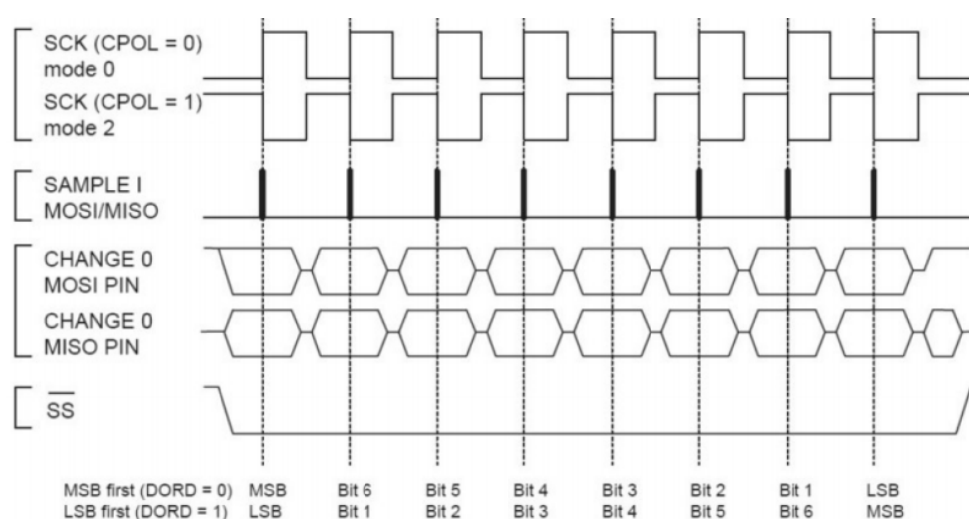 SCK (CPOL = 0)
mode 0
SCK (CPOL = 1)
mode 2
SAMPLE I
MOSI/MISO
CHANGE 0
MOSI PIN
CHANGE 0
MISO PIN
SS
MSB first (DORD = 0) MSB Bit 6 Bit 5 Bit 4 Bit 3 Bit 2 Bit 1 LSB
LSB first (DORD = 1) LSB Bit 1 Bit 2 Bit 3 Bit 4 Bit 5 Bit 6 MSB